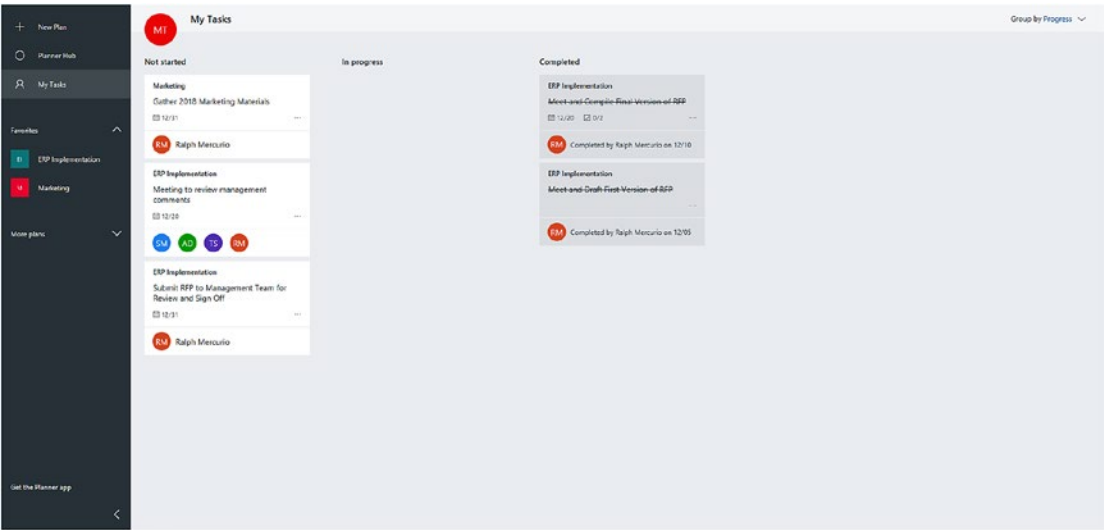 New Plan
Planner Hub
My Tasks
Favorites
EI
ERP Implementation
M
Marketing
More plans
Get the Planner app
MT
My Tasks
Group by Progress
Not started
Marketing
Gather 2018 Marketing Materials
12/31
RM Ralph Mercurio
ERP Implementation
Meeting to review management
comments
12/20
SM AD TS RM
ERP Implementation
Submit RFP to Management Team for
Review and Sign Off
12/31
RM Ralph Mercurio
In progress
Completed
ERP Implementation
Meet and Compile Final Version of RFP
12/20 0/2
RM Completed by Ralph Mercurio on 12/10
ERP Implementation
Meet and Draft First Version of RFP
RM Completed by Ralph Mercurio on 12/05